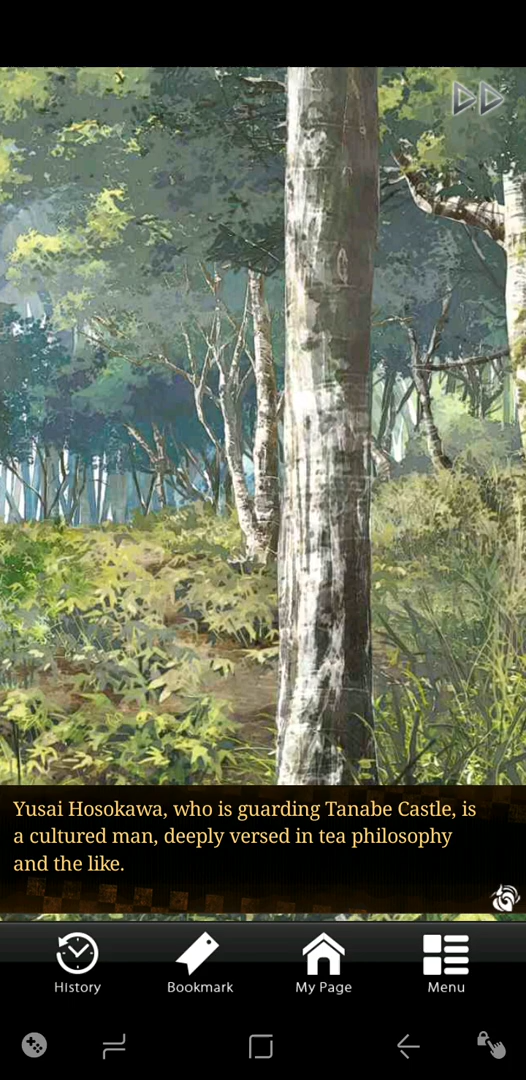 Yusai Hosokawa, who is guarding Tanabe Castle, is
a cultured man, deeply versed in tea philosophy
and the like.
History Bookmark My Page Menu